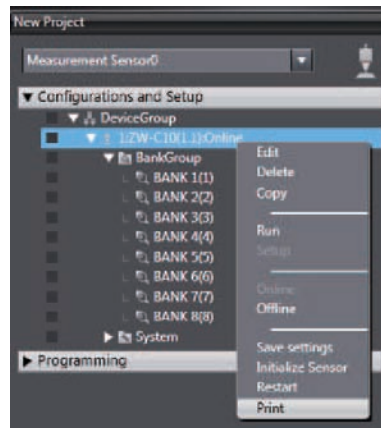 New Project
Measurement Sensor0
Configurations and Setup
DeviceGroup
1:ZW-C10(1.1):Online
BankGroup
BANK 1(1)
BANK 2(2)
BANK 3(3)
BANK 4(4)
BANK 5(5)
BANK 6(6)
BANK 7(7)
BANK 8(8)
System
Programming
Edit
Delete
Copy
Run
Setup
Online
Offline
Save settings
Initialize Sensor
Restart
Print